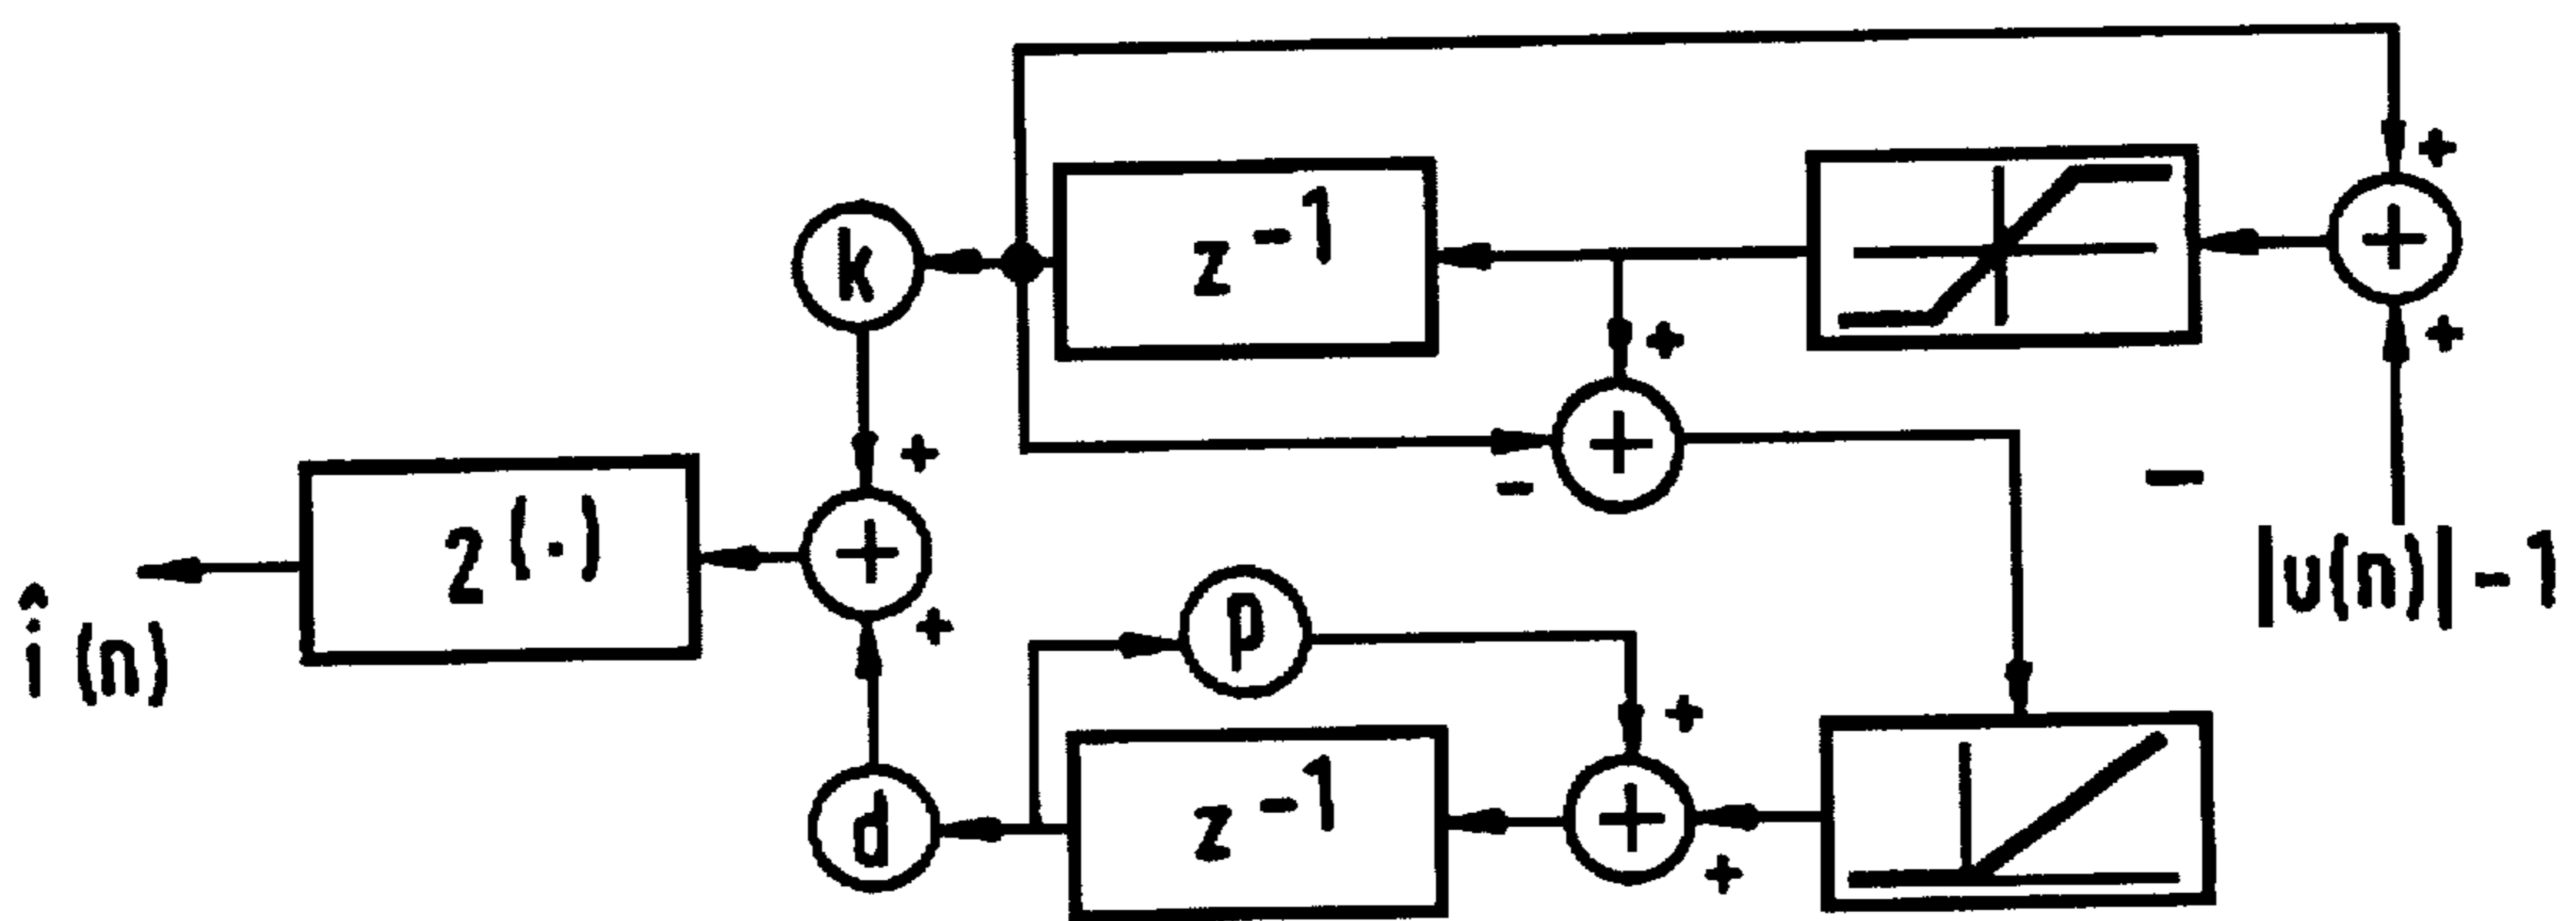 +
z⁻¹
+
k
+
+
+
+
-
-
2^(·)
+
|u(n)|-1
p
+
î(n)
+
z⁻¹
+
d
+